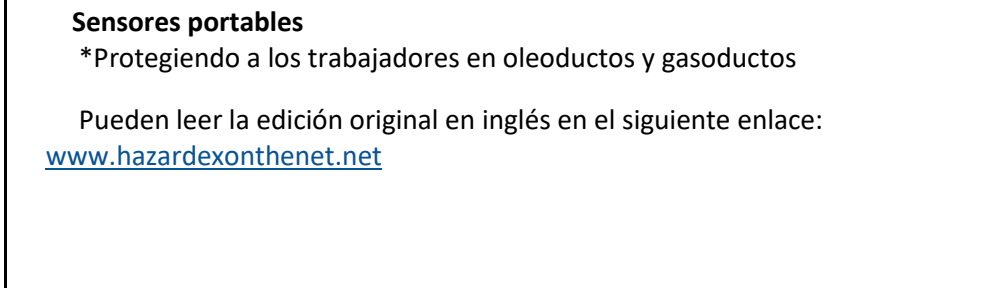 Sensores portables
*Protegiendo a los trabajadores en oleoductos y gasoductos
Pueden leer la edición original en inglés en el siguiente enlace:
www.hazardexonthenet.net